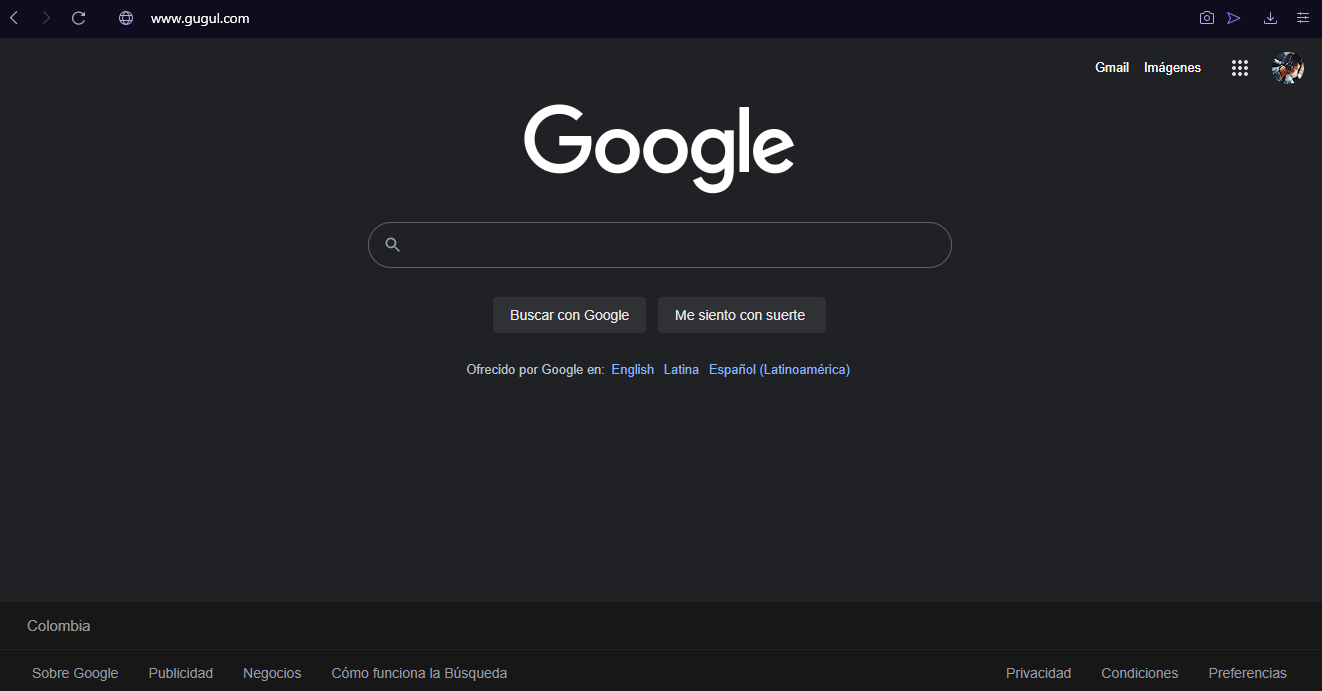 www.gugul.com
Gmail Imágenes
Google
Buscar con Google Me siento con suerte
Ofrecido por Google en: English Latina Español (Latinoamérica)
Colombia
Sobre Google Publicidad Negocios Cómo funciona la Búsqueda Privacidad Condiciones Preferencias